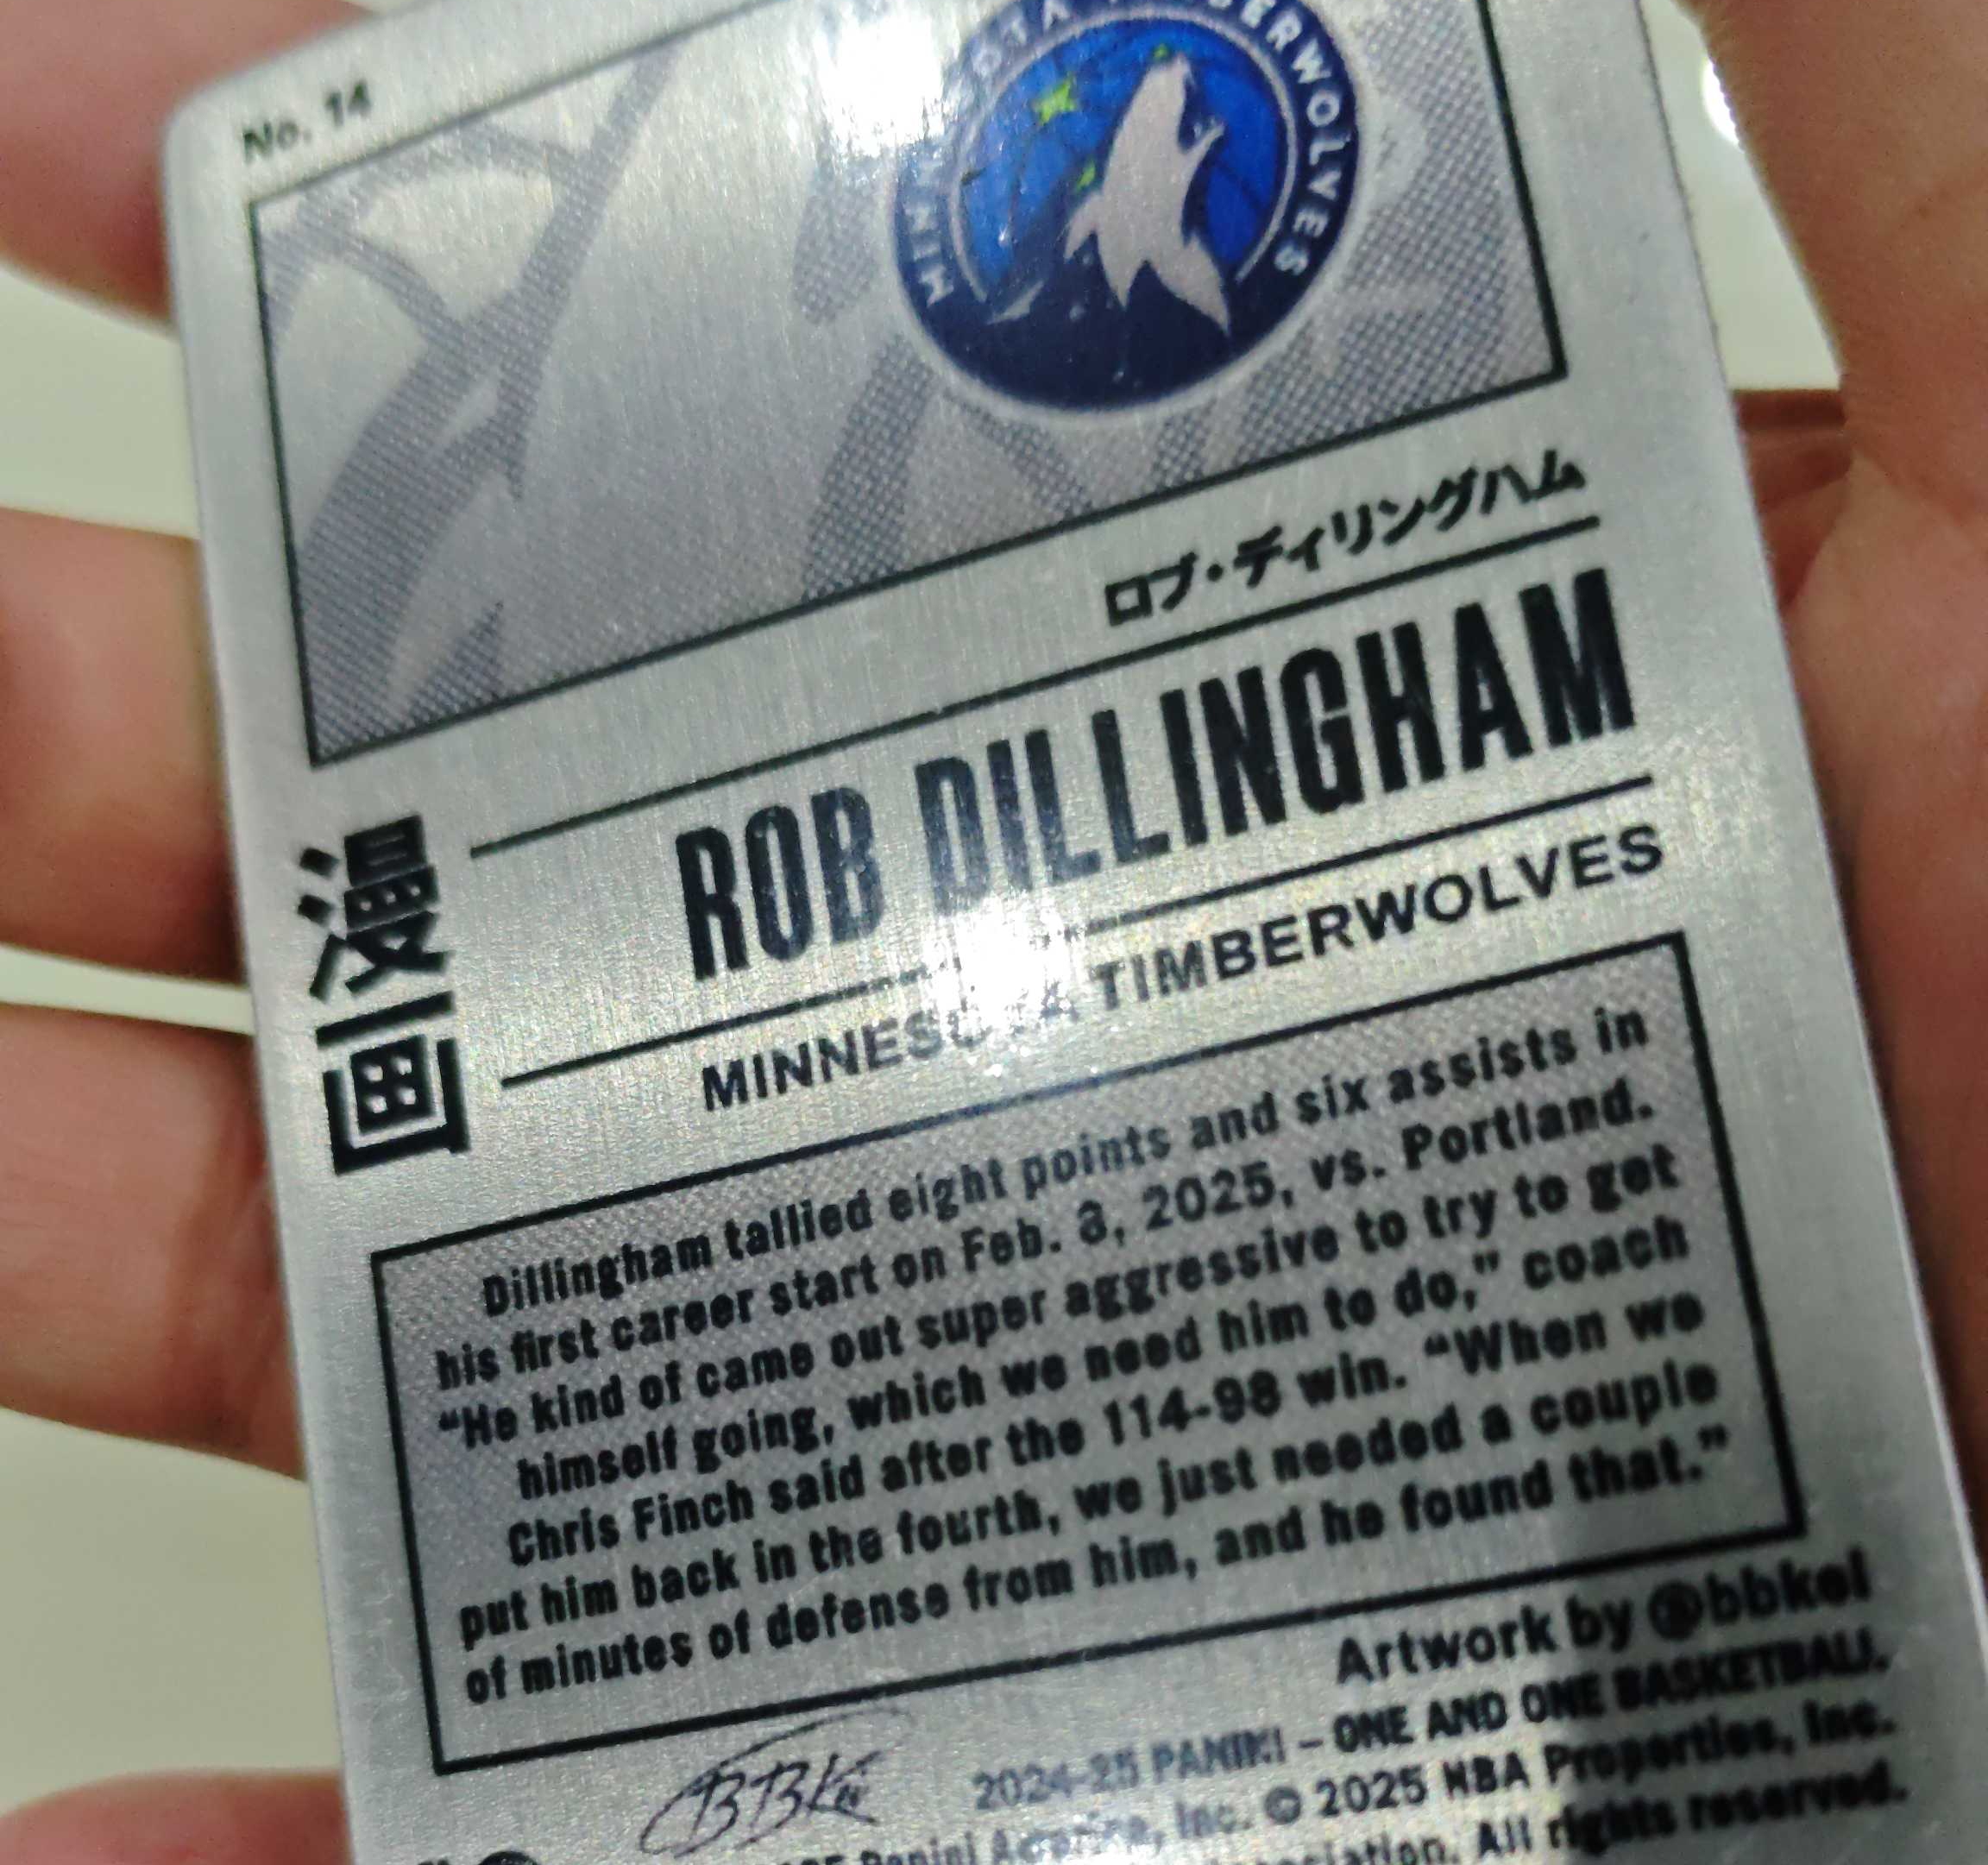 No. 14
MINNESOTA TIMBERWOLVES
ロブ・ディリングハム
ROB DILLINGHAM
MINNESOTA TIMBERWOLVES
漫画
Dillingham tallied eight points and six assists in
his first career start on Feb. 3, 2025, vs. Portland.
“He kind of came out super aggressive to try to get
himself going, which we need him to do,” coach
Chris Finch said after the 114-98 win. “When we
put him back in the fourth, we just needed a couple
of minutes of defense from him, and he found that.”
Artwork by @bbkel
2024-25 PANINI – ONE AND ONE BASKETBALL
Panini America, Inc. © 2025 NBA Properties, Inc.
All rights reserved.